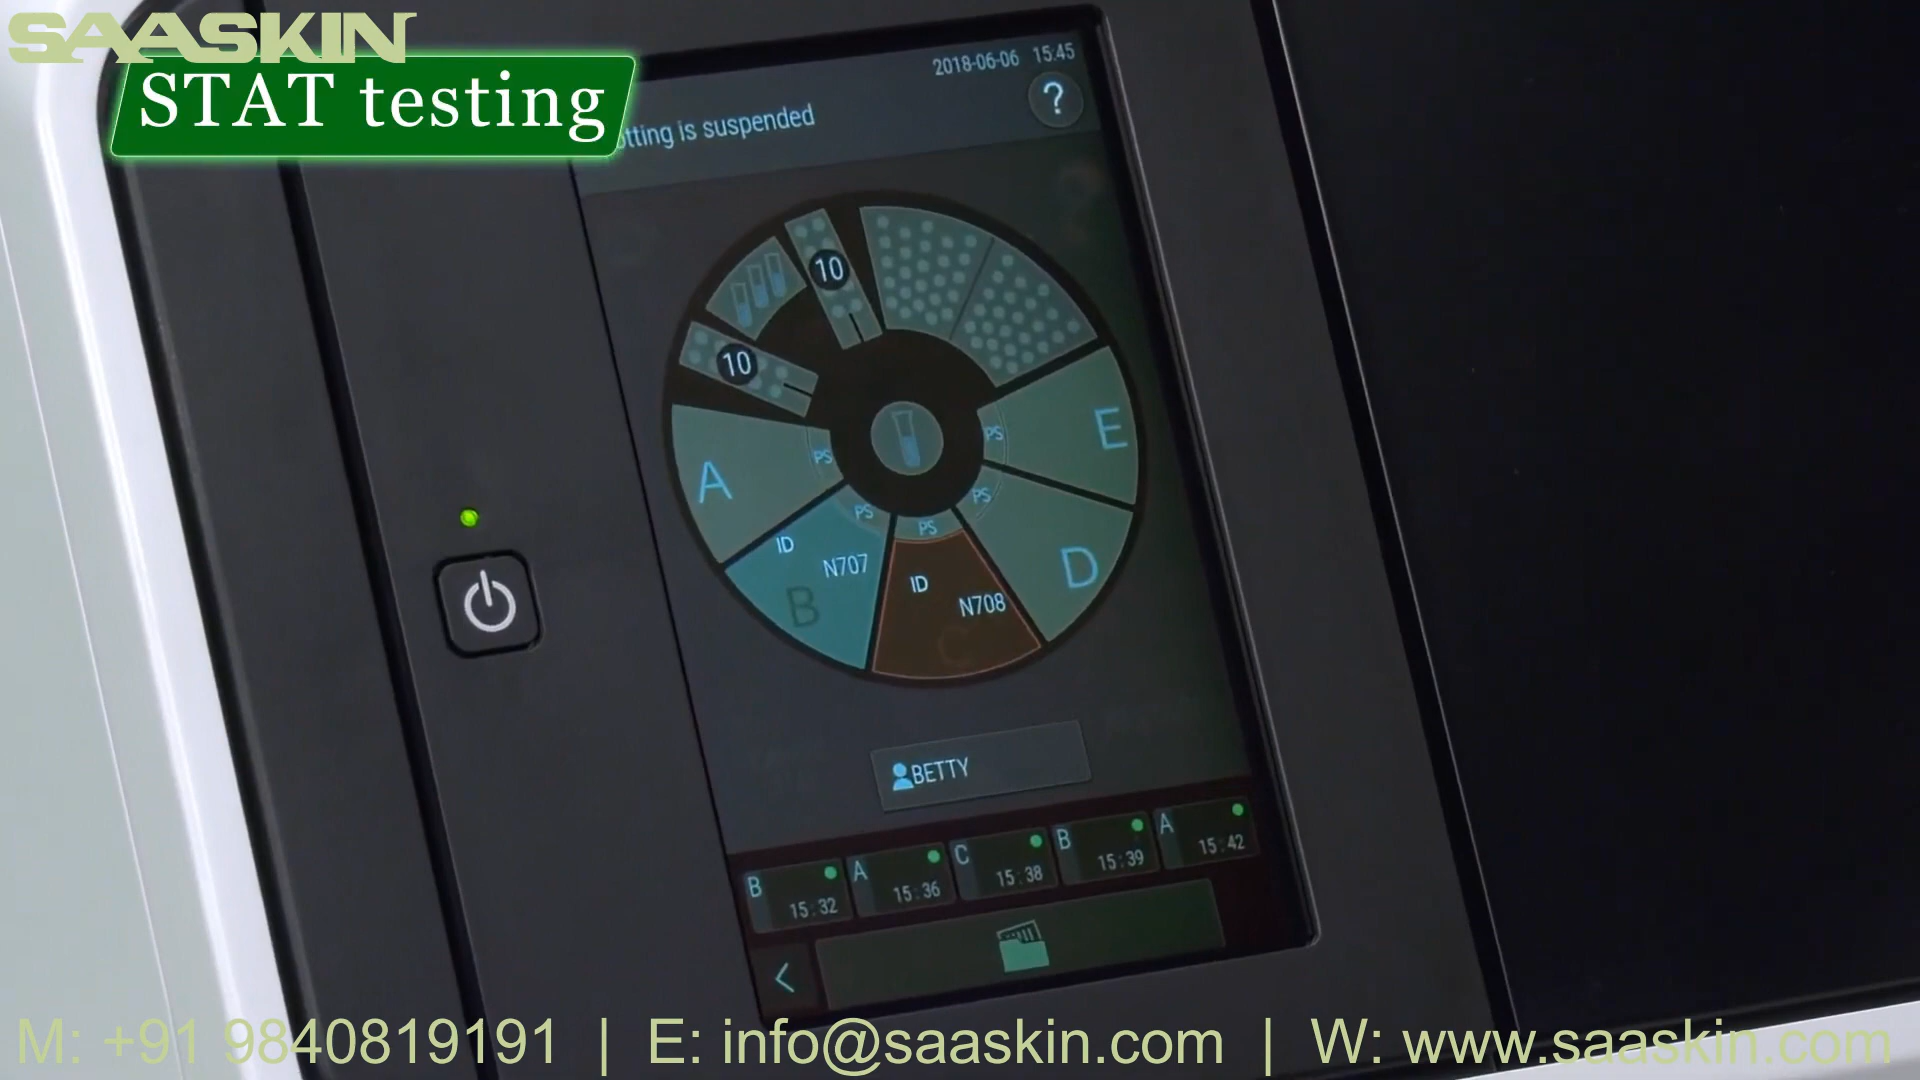 SAASKIN
STAT testing
2018-06-06 15:45
?
otting is suspended
10
10
A
PS
PS
E
PS
PS
PS
ID
N707
B
ID
N708
C
D
BETTY
B
15:32
A
15:36
C
15:38
B
15:39
A
15:42
M: +91 9840819191 | E: info@saaskin.com | W: www.saaskin.com